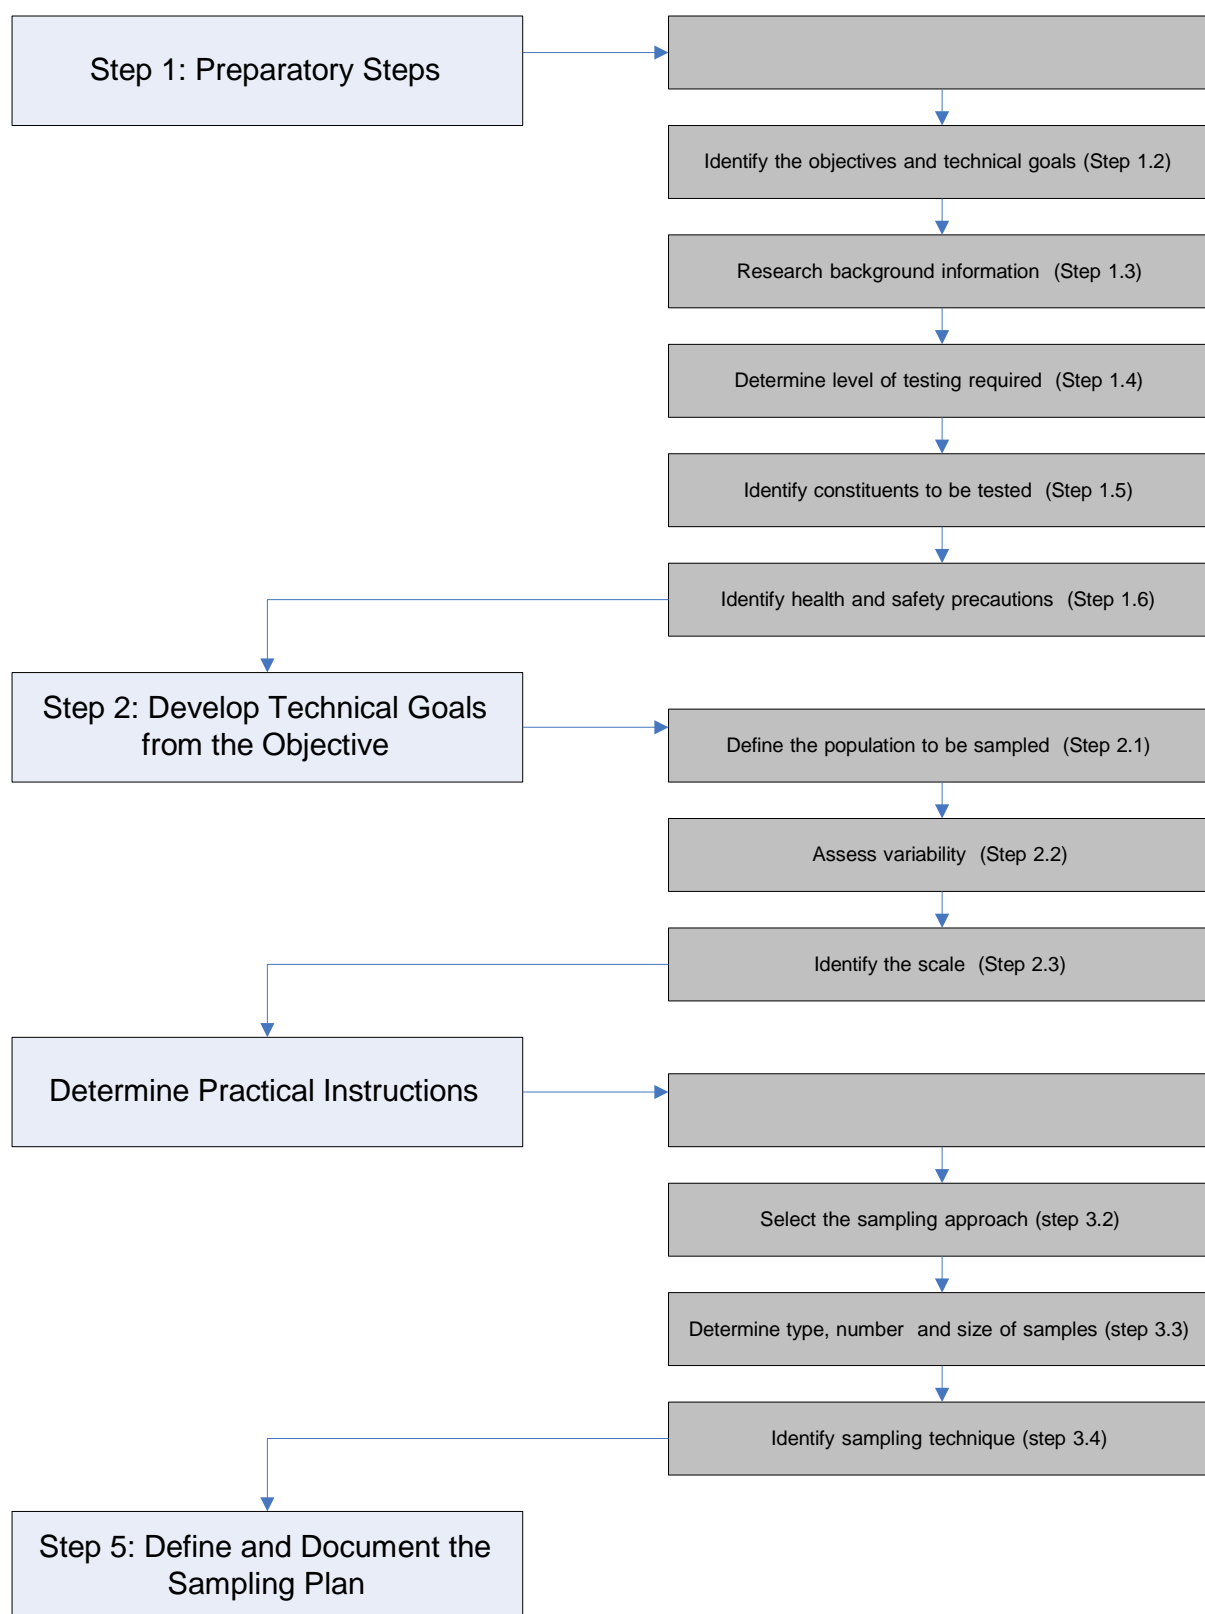 Step 1: Preparatory Steps
Identify the objectives and technical goals (Step 1.2)
Research background information (Step 1.3)
Determine level of testing required (Step 1.4)
Identify constituents to be tested (Step 1.5)
Identify health and safety precautions (Step 1.6)
Step 2: Develop Technical Goals
from the Objective
Define the population to be sampled (Step 2.1)
Assess variability (Step 2.2)
Identify the scale (Step 2.3)
Determine Practical Instructions
Select the sampling approach (step 3.2)
Determine type, number and size of samples (step 3.3)
Identify sampling technique (step 3.4)
Step 5: Define and Document the
Sampling Plan